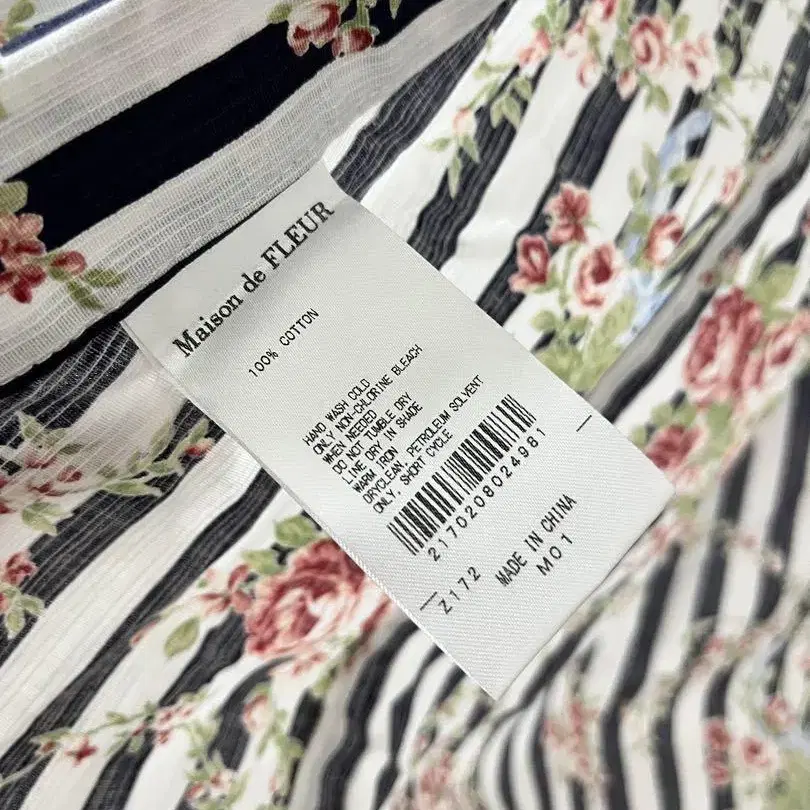 Maison de FLEUR
100% COTTON
HAND WASH COLD
ONLY NON-CHLORINE BLEACH
WHEN NEEDED
DO NOT TUMBLE DRY
LINE DRY IN SHADE
WARM IRON
DRYCLEAN, PETROLEUM SOLVENT
ONLY, SHORT CYCLE
2170208024981
Z172
MADE IN CHINA
M01